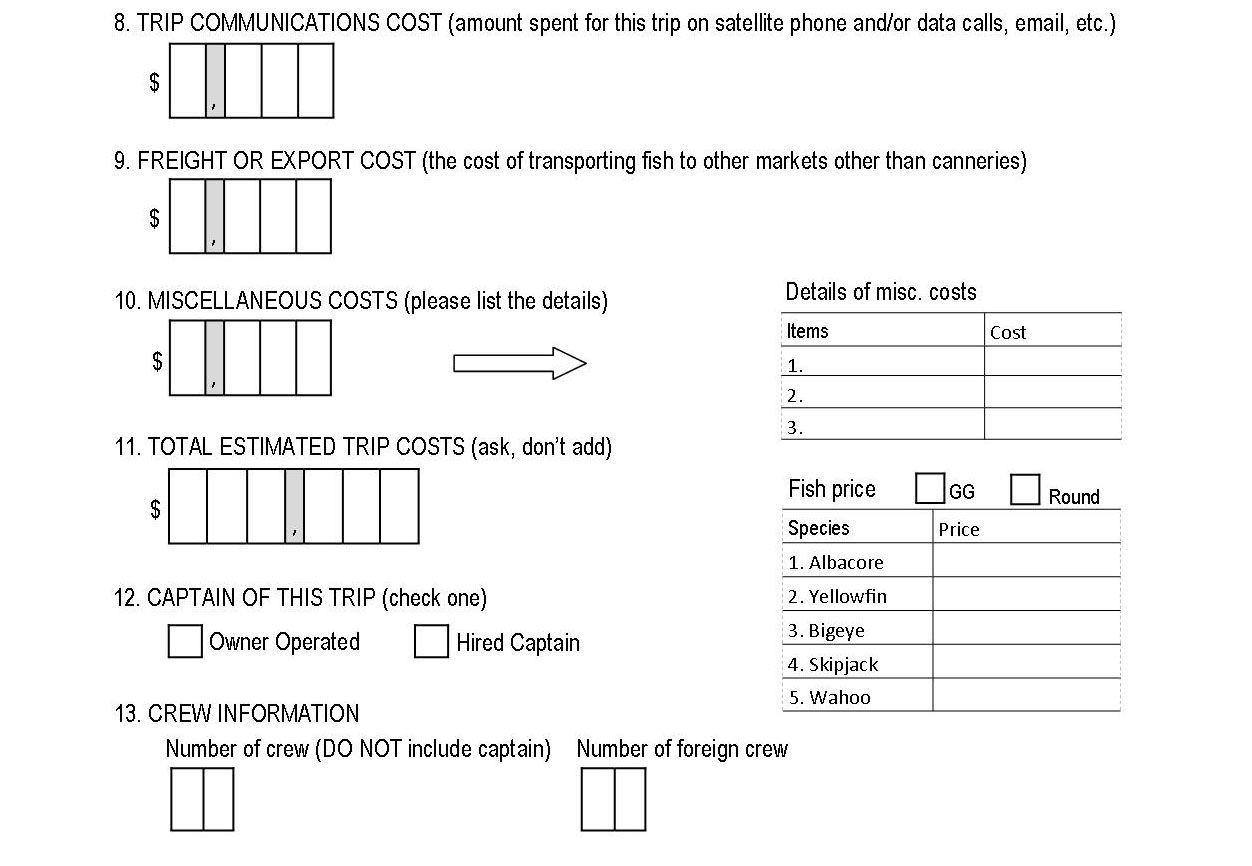 8. TRIP COMMUNICATIONS COST (amount spent for this trip on satellite phone and/or data calls, email, etc.)
$ ,
9. FREIGHT OR EXPORT COST (the cost of transporting fish to other markets other than canneries)
$ ,
10. MISCELLANEOUS COSTS (please list the details)
$ ,
Details of misc. costs
Items Cost
1.
2.
3.
11. TOTAL ESTIMATED TRIP COSTS (ask, don’t add)
$ ,
Fish price GG Round
Species Price
1. Albacore
2. Yellowfin
3. Bigeye
4. Skipjack
5. Wahoo
12. CAPTAIN OF THIS TRIP (check one)
Owner Operated Hired Captain
13. CREW INFORMATION
Number of crew (DO NOT include captain) Number of foreign crew